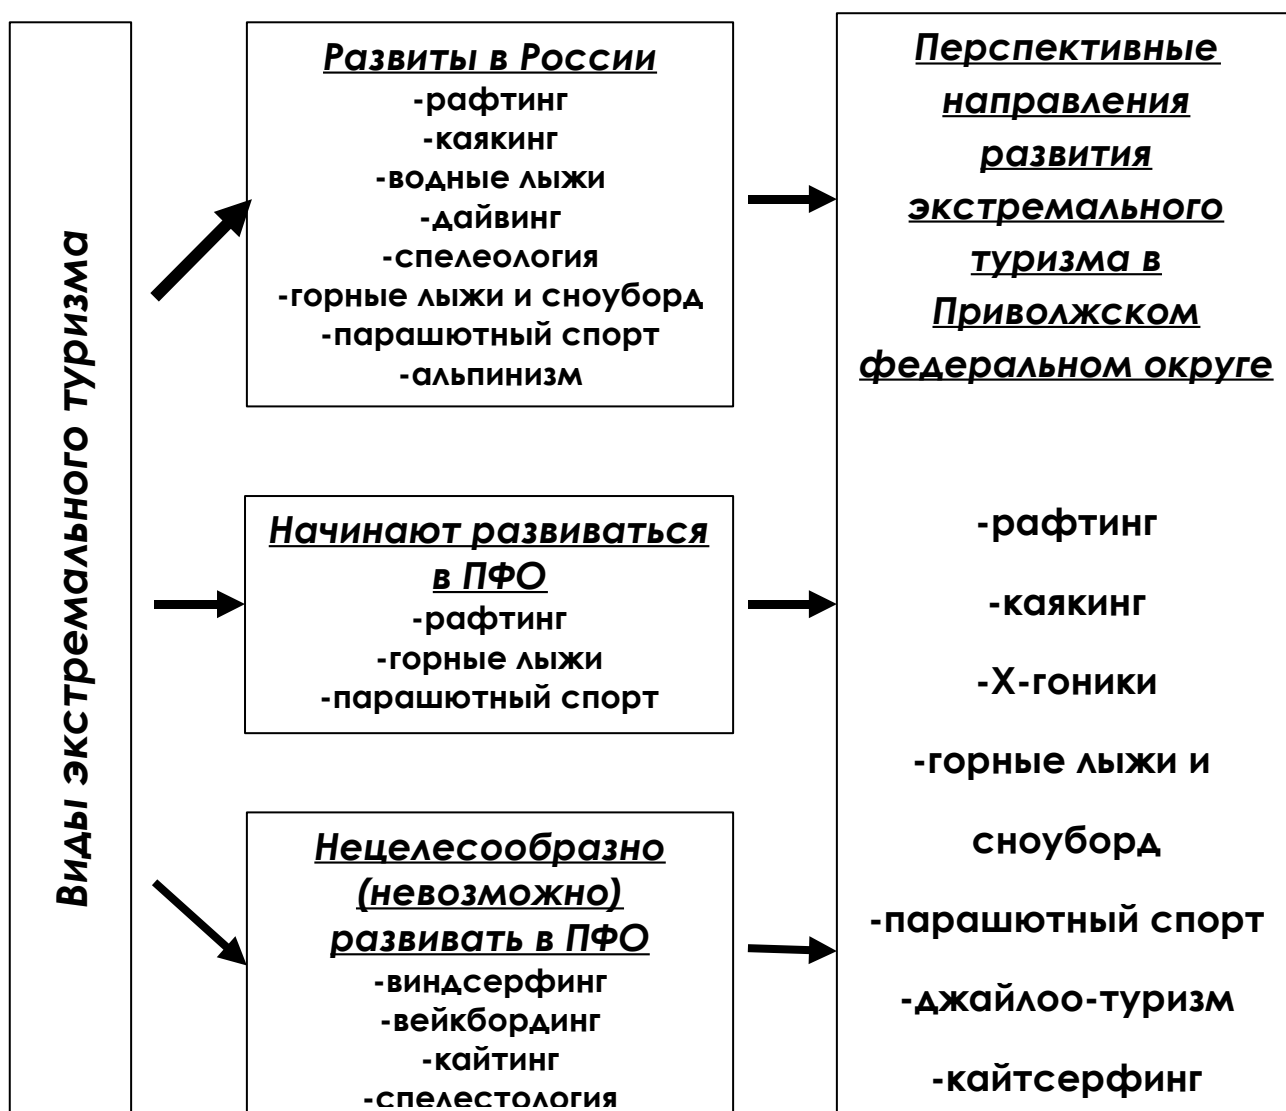 Виды экстремального туризма
Развиты в России
-рафтинг
-каякинг
-водные лыжи
-дайвинг
-спелеология
-горные лыжи и сноуборд
-парашютный спорт
-альпинизм
Начинают развиваться
в ПФО
-рафтинг
-горные лыжи
-парашютный спорт
Нецелесообразно
(невозможно)
развивать в ПФО
-виндсерфинг
-вейкбординг
-кайтинг
-спелестология
Перспективные
направления
развития
экстремального
туризма в
Приволжском
федеральном округе
-рафтинг
-каякинг
-Х-гоники
-горные лыжи и
сноуборд
-парашютный спорт
-джайлоо-туризм
-кайтсерфинг